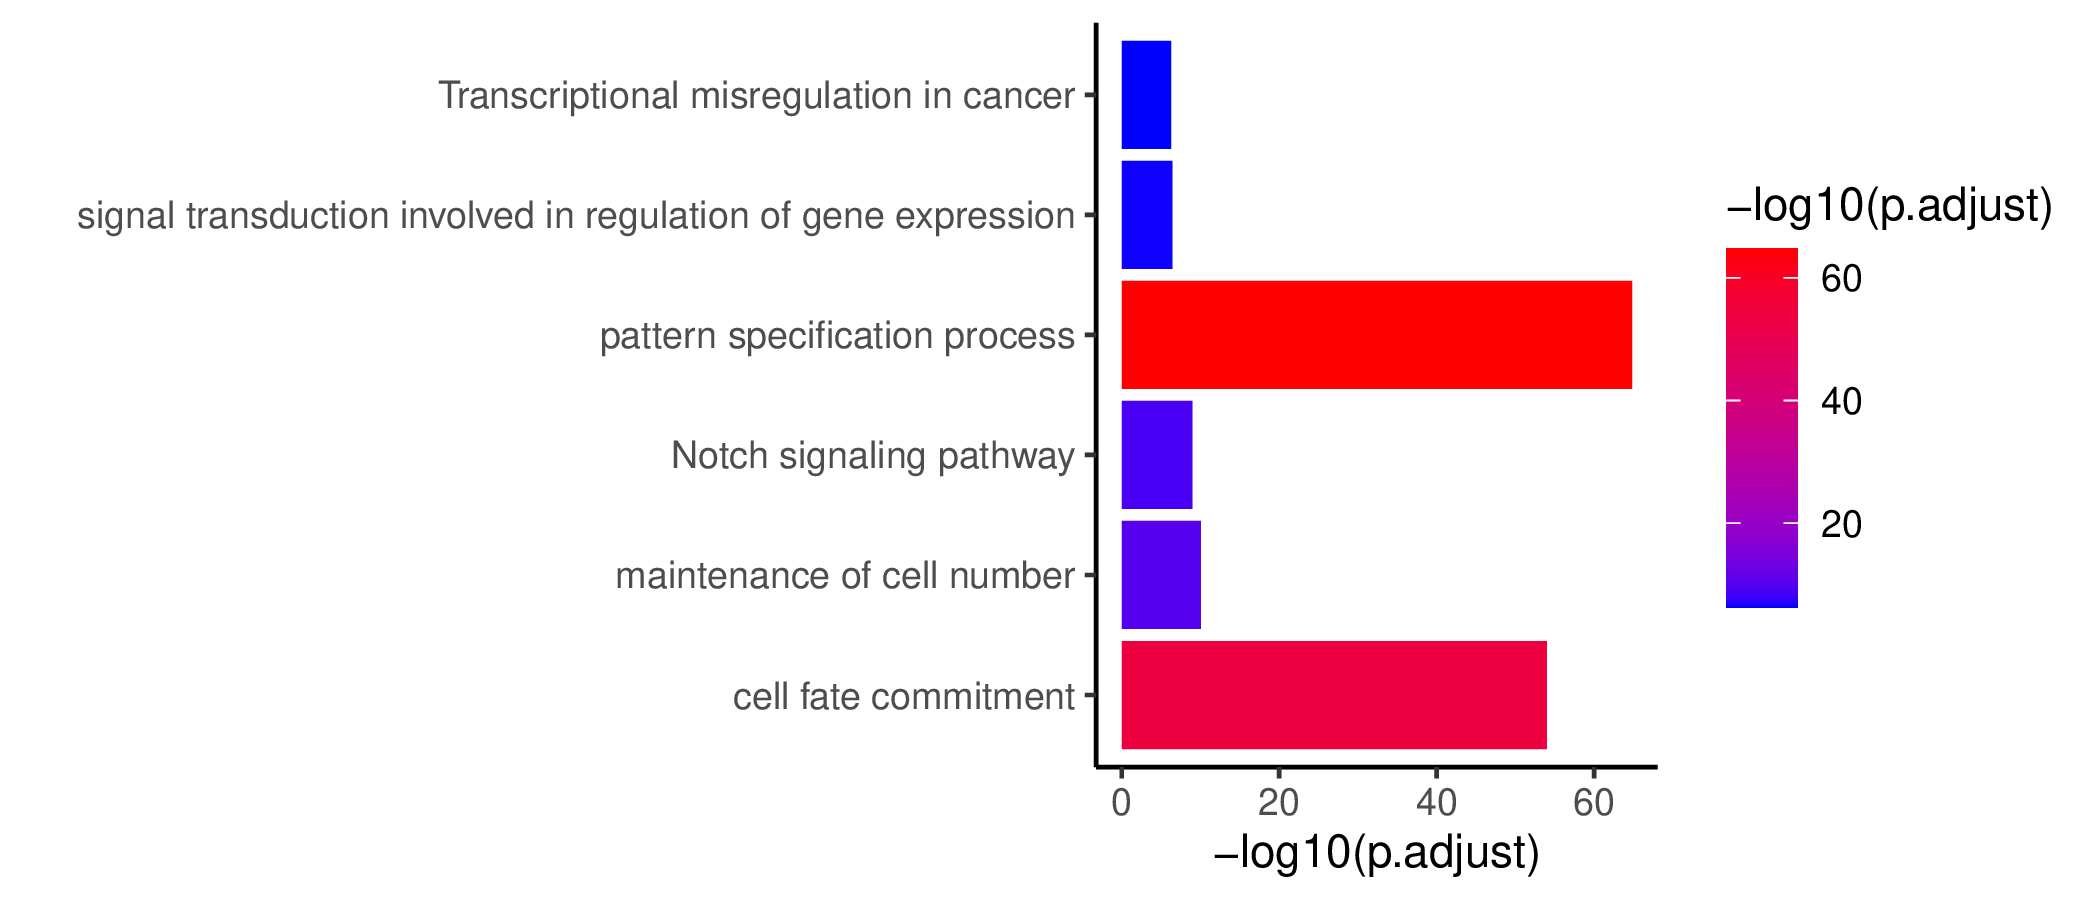 Transcriptional misregulation in cancer
signal transduction involved in regulation of gene expression
pattern specification process
Notch signaling pathway
maintenance of cell number
cell fate commitment
0 20 40 60
−log10(p.adjust)
−log10(p.adjust)
60
40
20